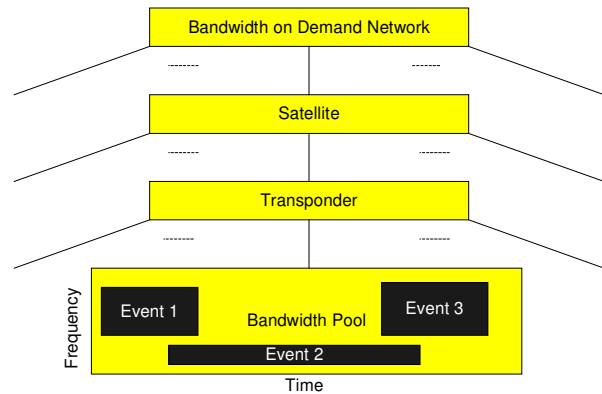 Bandwidth on Demand Network
Satellite
Transponder
Frequency
Event 1
Bandwidth Pool
Event 3
Event 2
Time